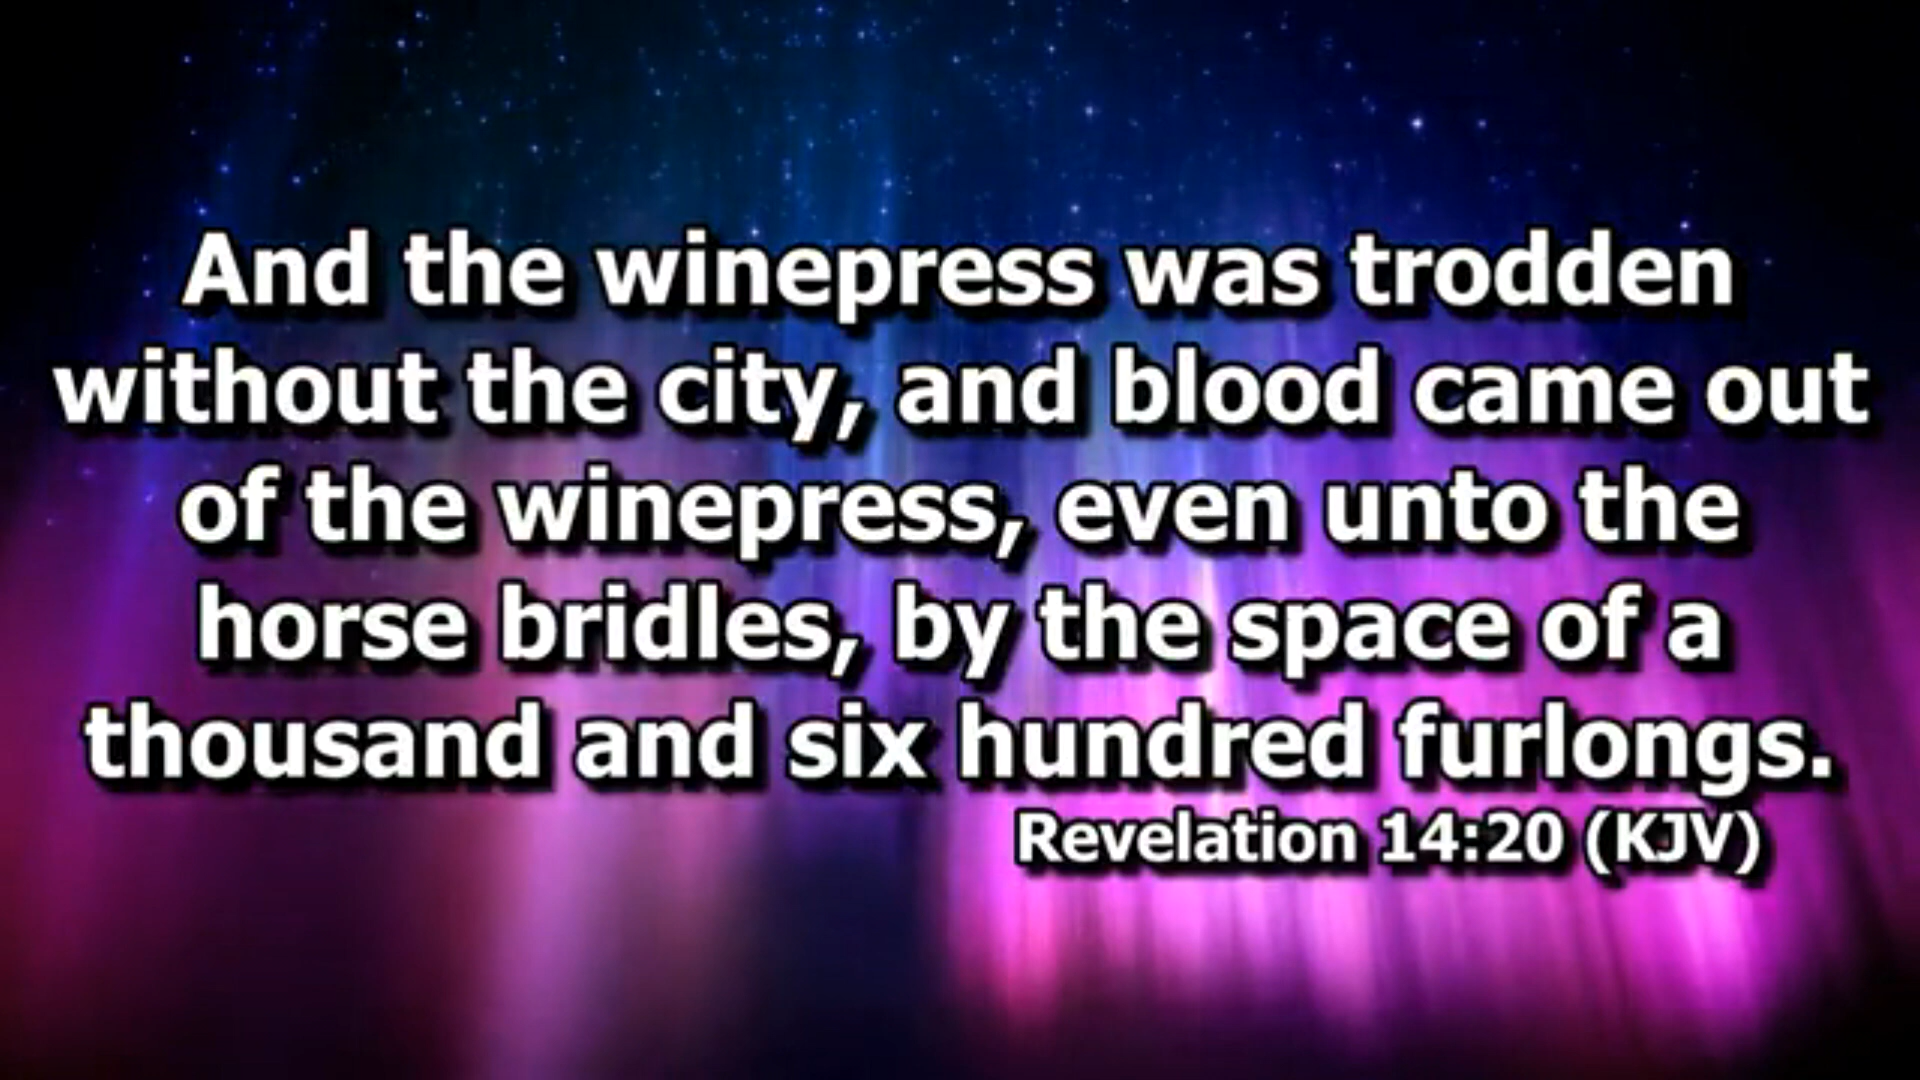 And the winepress was trodden
without the city, and blood came out
of the winepress, even unto the
horse bridles, by the space of a
thousand and six hundred furlongs.
Revelation 14:20 (KJV)